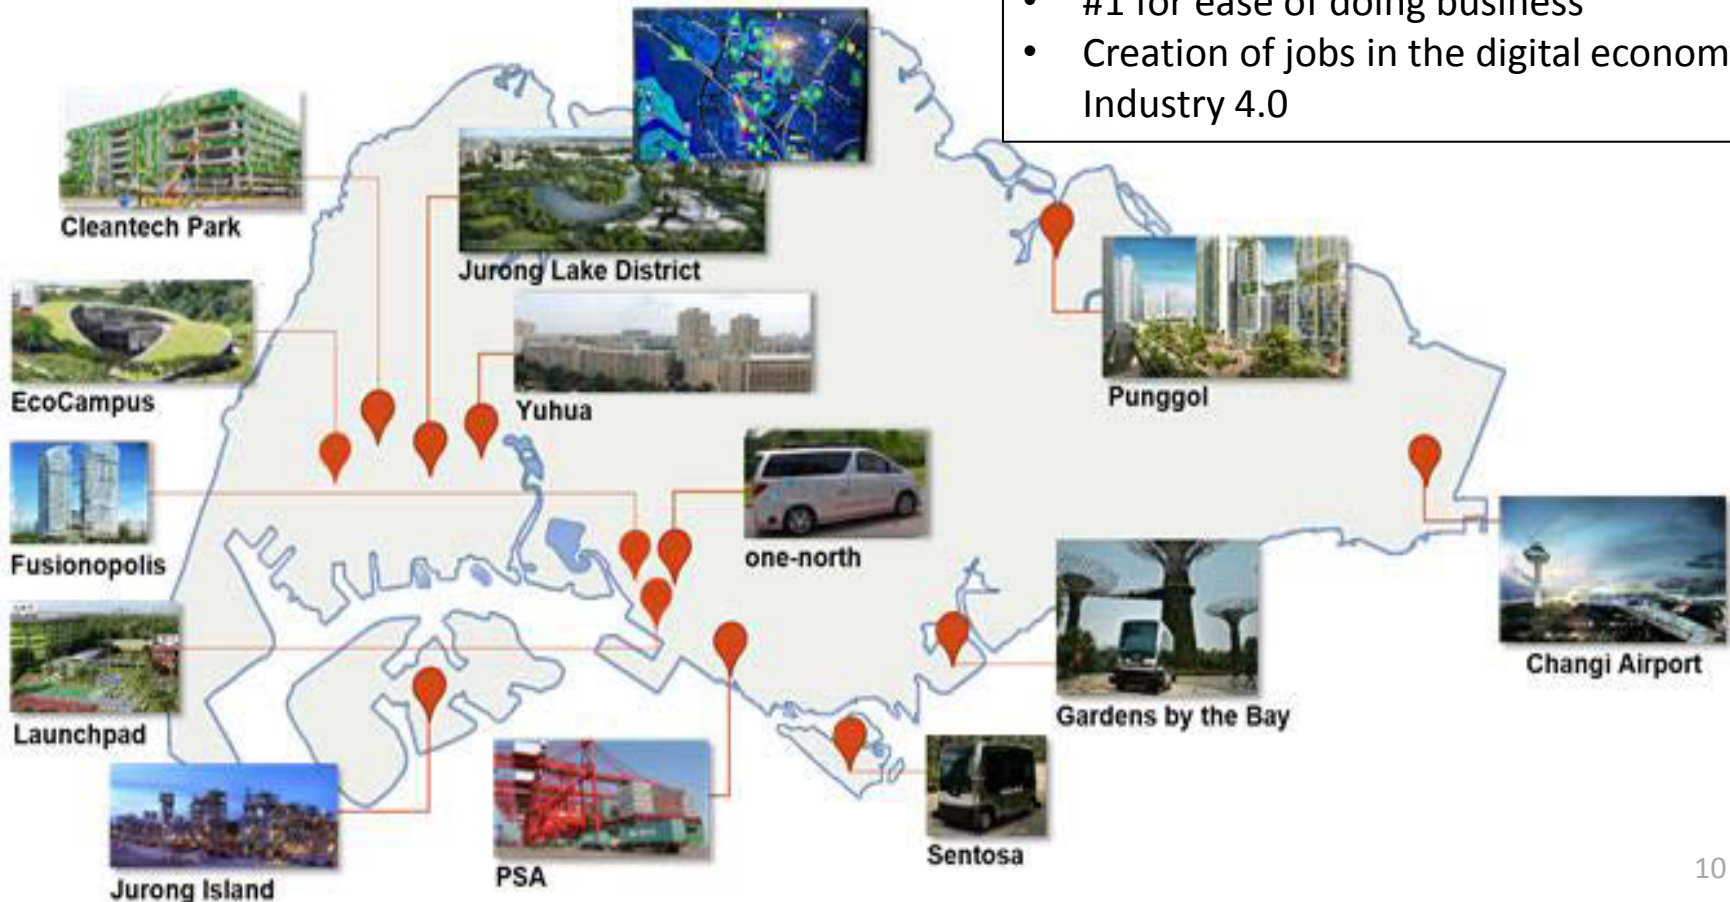 • #1 for ease of doing business
• Creation of jobs in the digital econom
Industry 4.0
Cleantech Park
Jurong Lake District
EcoCampus
Yuhua
Punggol
Fusionopolis
one-north
Launchpad
Changi Airport
Gardens by the Bay
Jurong Island
PSA
Sentosa
10